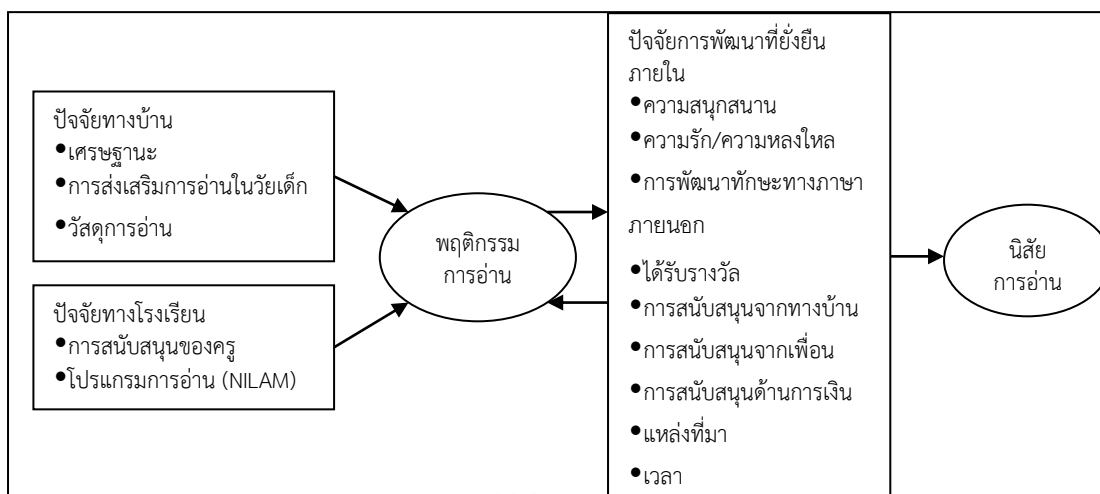 ปัจจัยทางบ้าน
●เศรษฐานะ
●การส่งเสริมการอ่านในวัยเด็ก
●วัสดุการอ่าน
ปัจจัยทางโรงเรียน
●การสนับสนุนของครู
●โปรแกรมการอ่าน (NILAM)
พฤติกรรม
การอ่าน
ปัจจัยการพัฒนาที่ยั่งยืน
ภายใน
●ความสนุกสนาน
●ความรัก/ความหลงใหล
●การพัฒนาทักษะทางภาษา
ภายนอก
●ได้รับรางวัล
●การสนับสนุนจากทางบ้าน
●การสนับสนุนจากเพื่อน
●การสนับสนุนด้านการเงิน
●แหล่งที่มา
●เวลา
นิสัย
การอ่าน